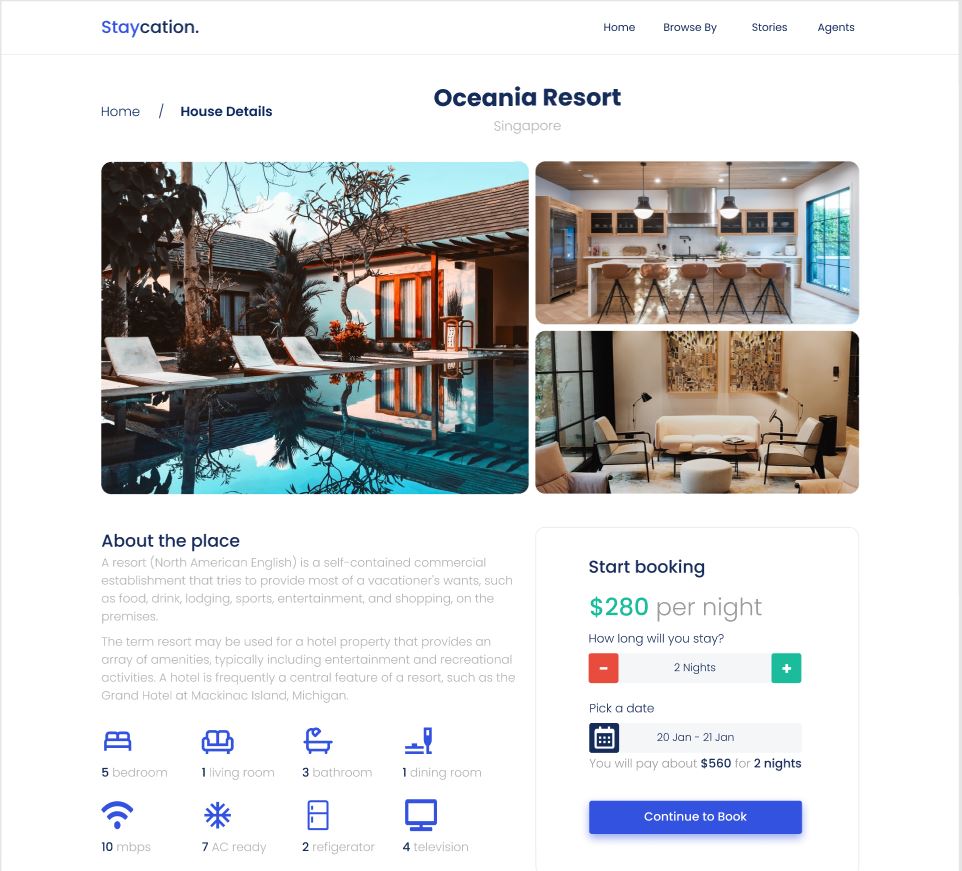 Staycation.
Home Browse By Stories Agents
Home / House Details
Oceania Resort
Singapore
About the place
A resort (North American English) is a self-contained commercial
establishment that tries to provide most of a vacationer's wants, such
as food, drink, lodging, sports, entertainment, and shopping, on the
premises.
The term resort may be used for a hotel property that provides an
array of amenities, typically including entertainment and recreational
activities. A hotel is frequently a central feature of a resort, such as the
Grand Hotel at Mackinac Island, Michigan.
5 bedroom 1 living room 3 bathroom 1 dining room
10 mbps 7 AC ready 2 refigerator 4 television
Start booking
$280 per night
How long will you stay?
- 2 Nights +
Pick a date
20 Jan - 21 Jan
You will pay about $560 for 2 nights
Continue to Book